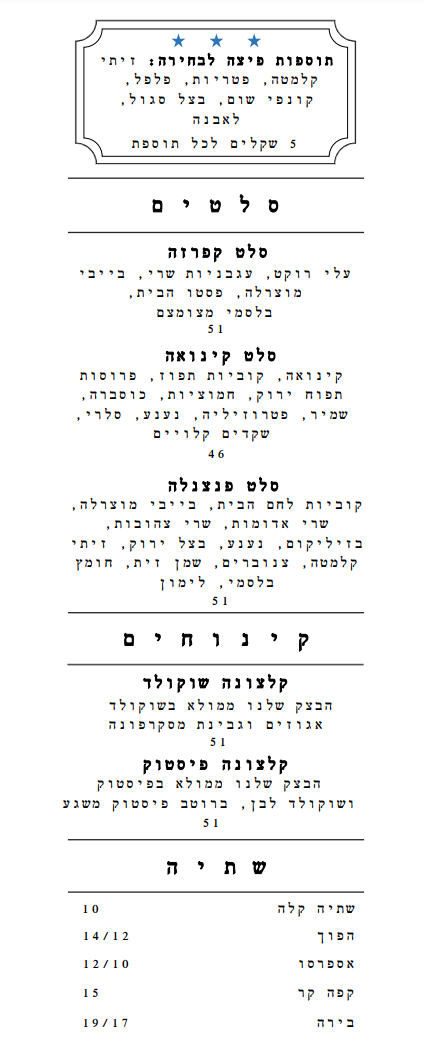 תוספות פיצה לבחירה: זיתי
קלמטה, פטריות, פלפל,
קונפי שום, בצל סגול,
לאבנה
5 שקלים לכל תוספת
סלטים
סלט קפרזה
עלי רוקט, עגבניות שרי, בייבי
מוצרלה, פסטו הבית,
בלסמי מצומצם
51
סלט קינואה
קינואה, קוביות תפוז, פרוסות
תפוח ירוק, חמוציות, כוסברה,
שמיר, פטרוזיליה, נענע, סלרי,
שקדים קלויים
46
סלט פנצנלה
קוביות לחם הבית, בייבי מוצרלה,
שרי אדומות, שרי צהובות,
בזיליקום, נענע, בצל ירוק, זיתי
קלמטה, צנוברים, שמן זית, חומץ
בלסמי, לימון
51
קינוחים
קלצונה שוקולד
הבצק שלנו ממולא בשוקולד
אגוזים וגבינת מסקרפונה
51
קלצונה פיסטוק
הבצק שלנו ממולא בפיסטוק
ושוקולד לבן, ברוטב פיסטוק משגע
51
שתיה
שתיה קלה 10
הפוך 14/12
אספרסו 12/10
קפה קר 15
בירה 19/17